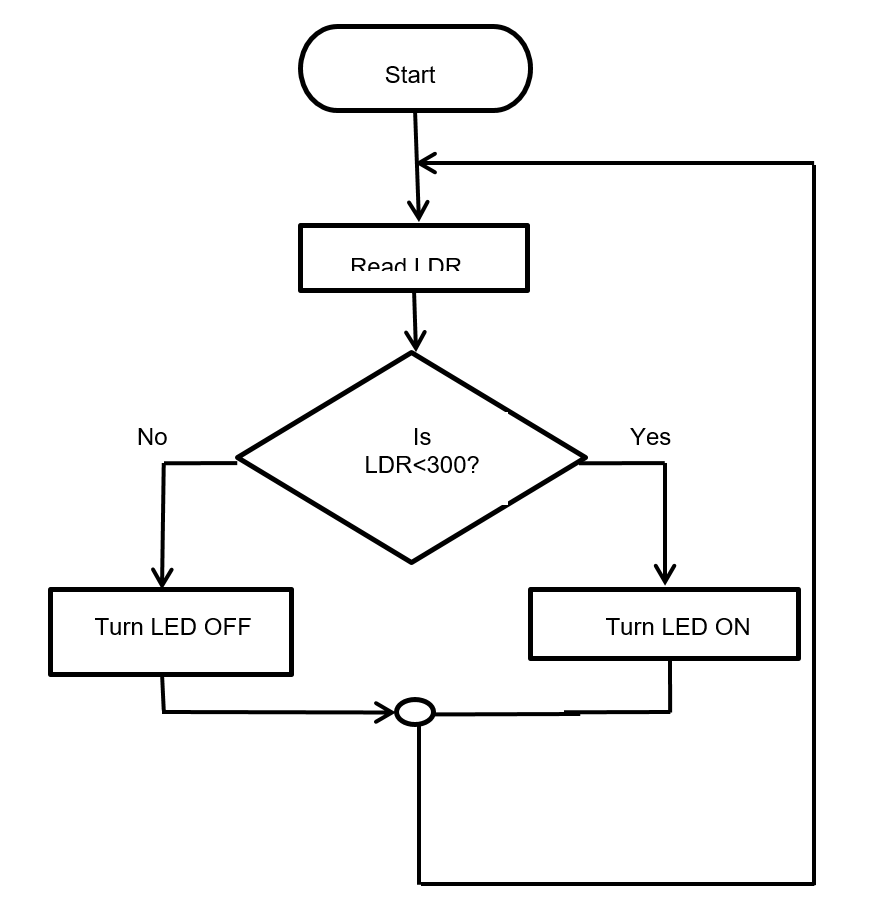 Start
Read LDR
No
Is
LDR<300?
Yes
Turn LED OFF
Turn LED ON